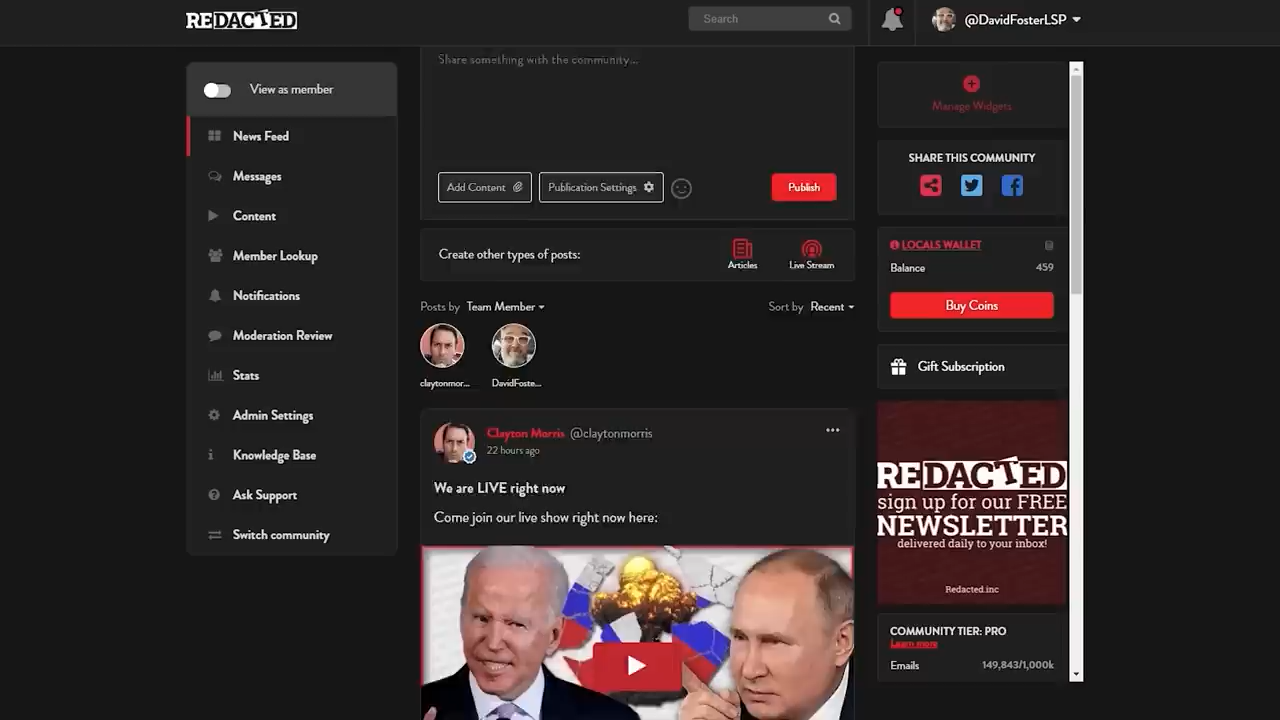 REDACTED
Search
@DavidFosterLSP
View as member
News Feed
Messages
Content
Member Lookup
Notifications
Moderation Review
Stats
Admin Settings
Knowledge Base
Ask Support
Switch community
Share something with the community...
Add Content
Publication Settings
Publish
Create other types of posts:
Articles
Live Stream
Posts by Team Member
Sort by Recent
claytonmor...
DavidFoste...
Clayton Morris @claytonmorris
22 hours ago
We are LIVE right now
Come join our live show right now here:
Manage Widgets
SHARE THIS COMMUNITY
LOCALS WALLET
Balance 459
Buy Coins
Gift Subscription
REDACTED
sign up for our FREE
NEWSLETTER
delivered daily to your inbox!
Redacted.inc
COMMUNITY TIER: PRO
Learn more
Emails 149,843/1,000k